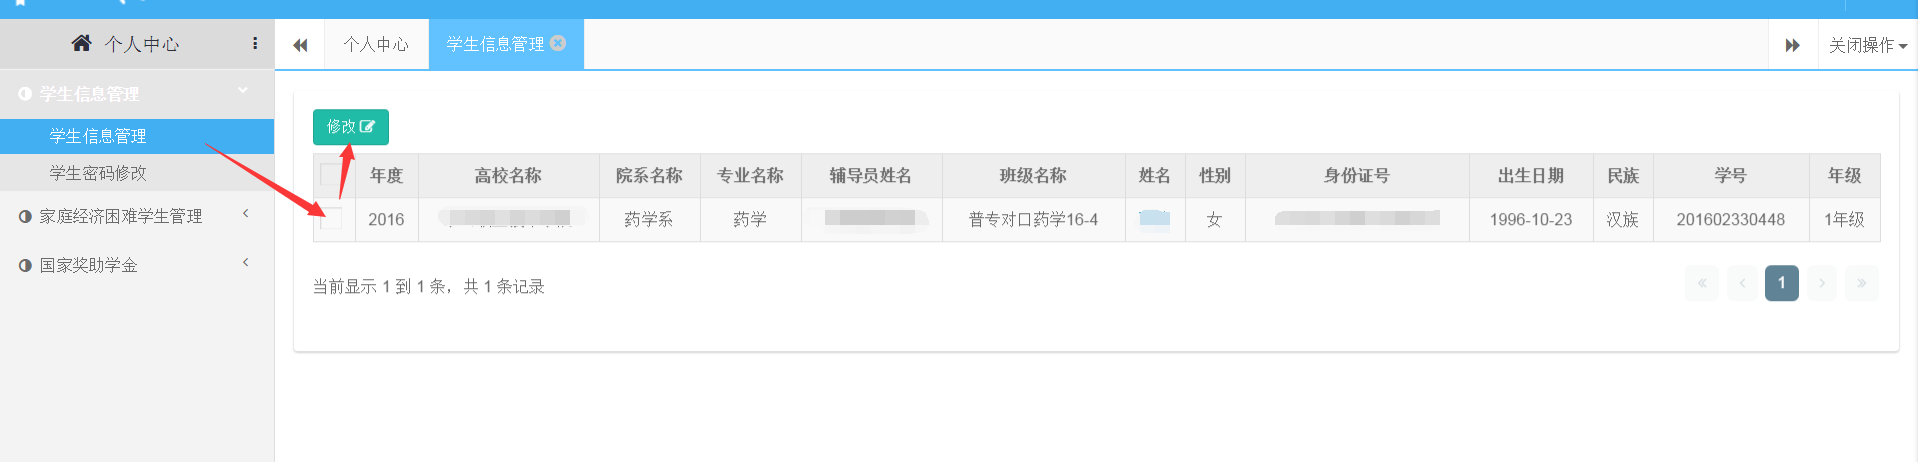 个人中心
个人中心
学生信息管理
关闭操作
学生信息管理
学生信息管理
学生密码修改
家庭经济困难学生管理
国家奖助学金
修改
年度 高校名称 院系名称 专业名称 辅导员姓名 班级名称 姓名 性别 身份证号 出生日期 民族 学号 年级
2016 药学系 药学 普专对口药学16-4 女 1996-10-23 汉族 201602330448 1年级
当前显示 1 到 1 条，共 1 条记录
« ‹ 1 › »